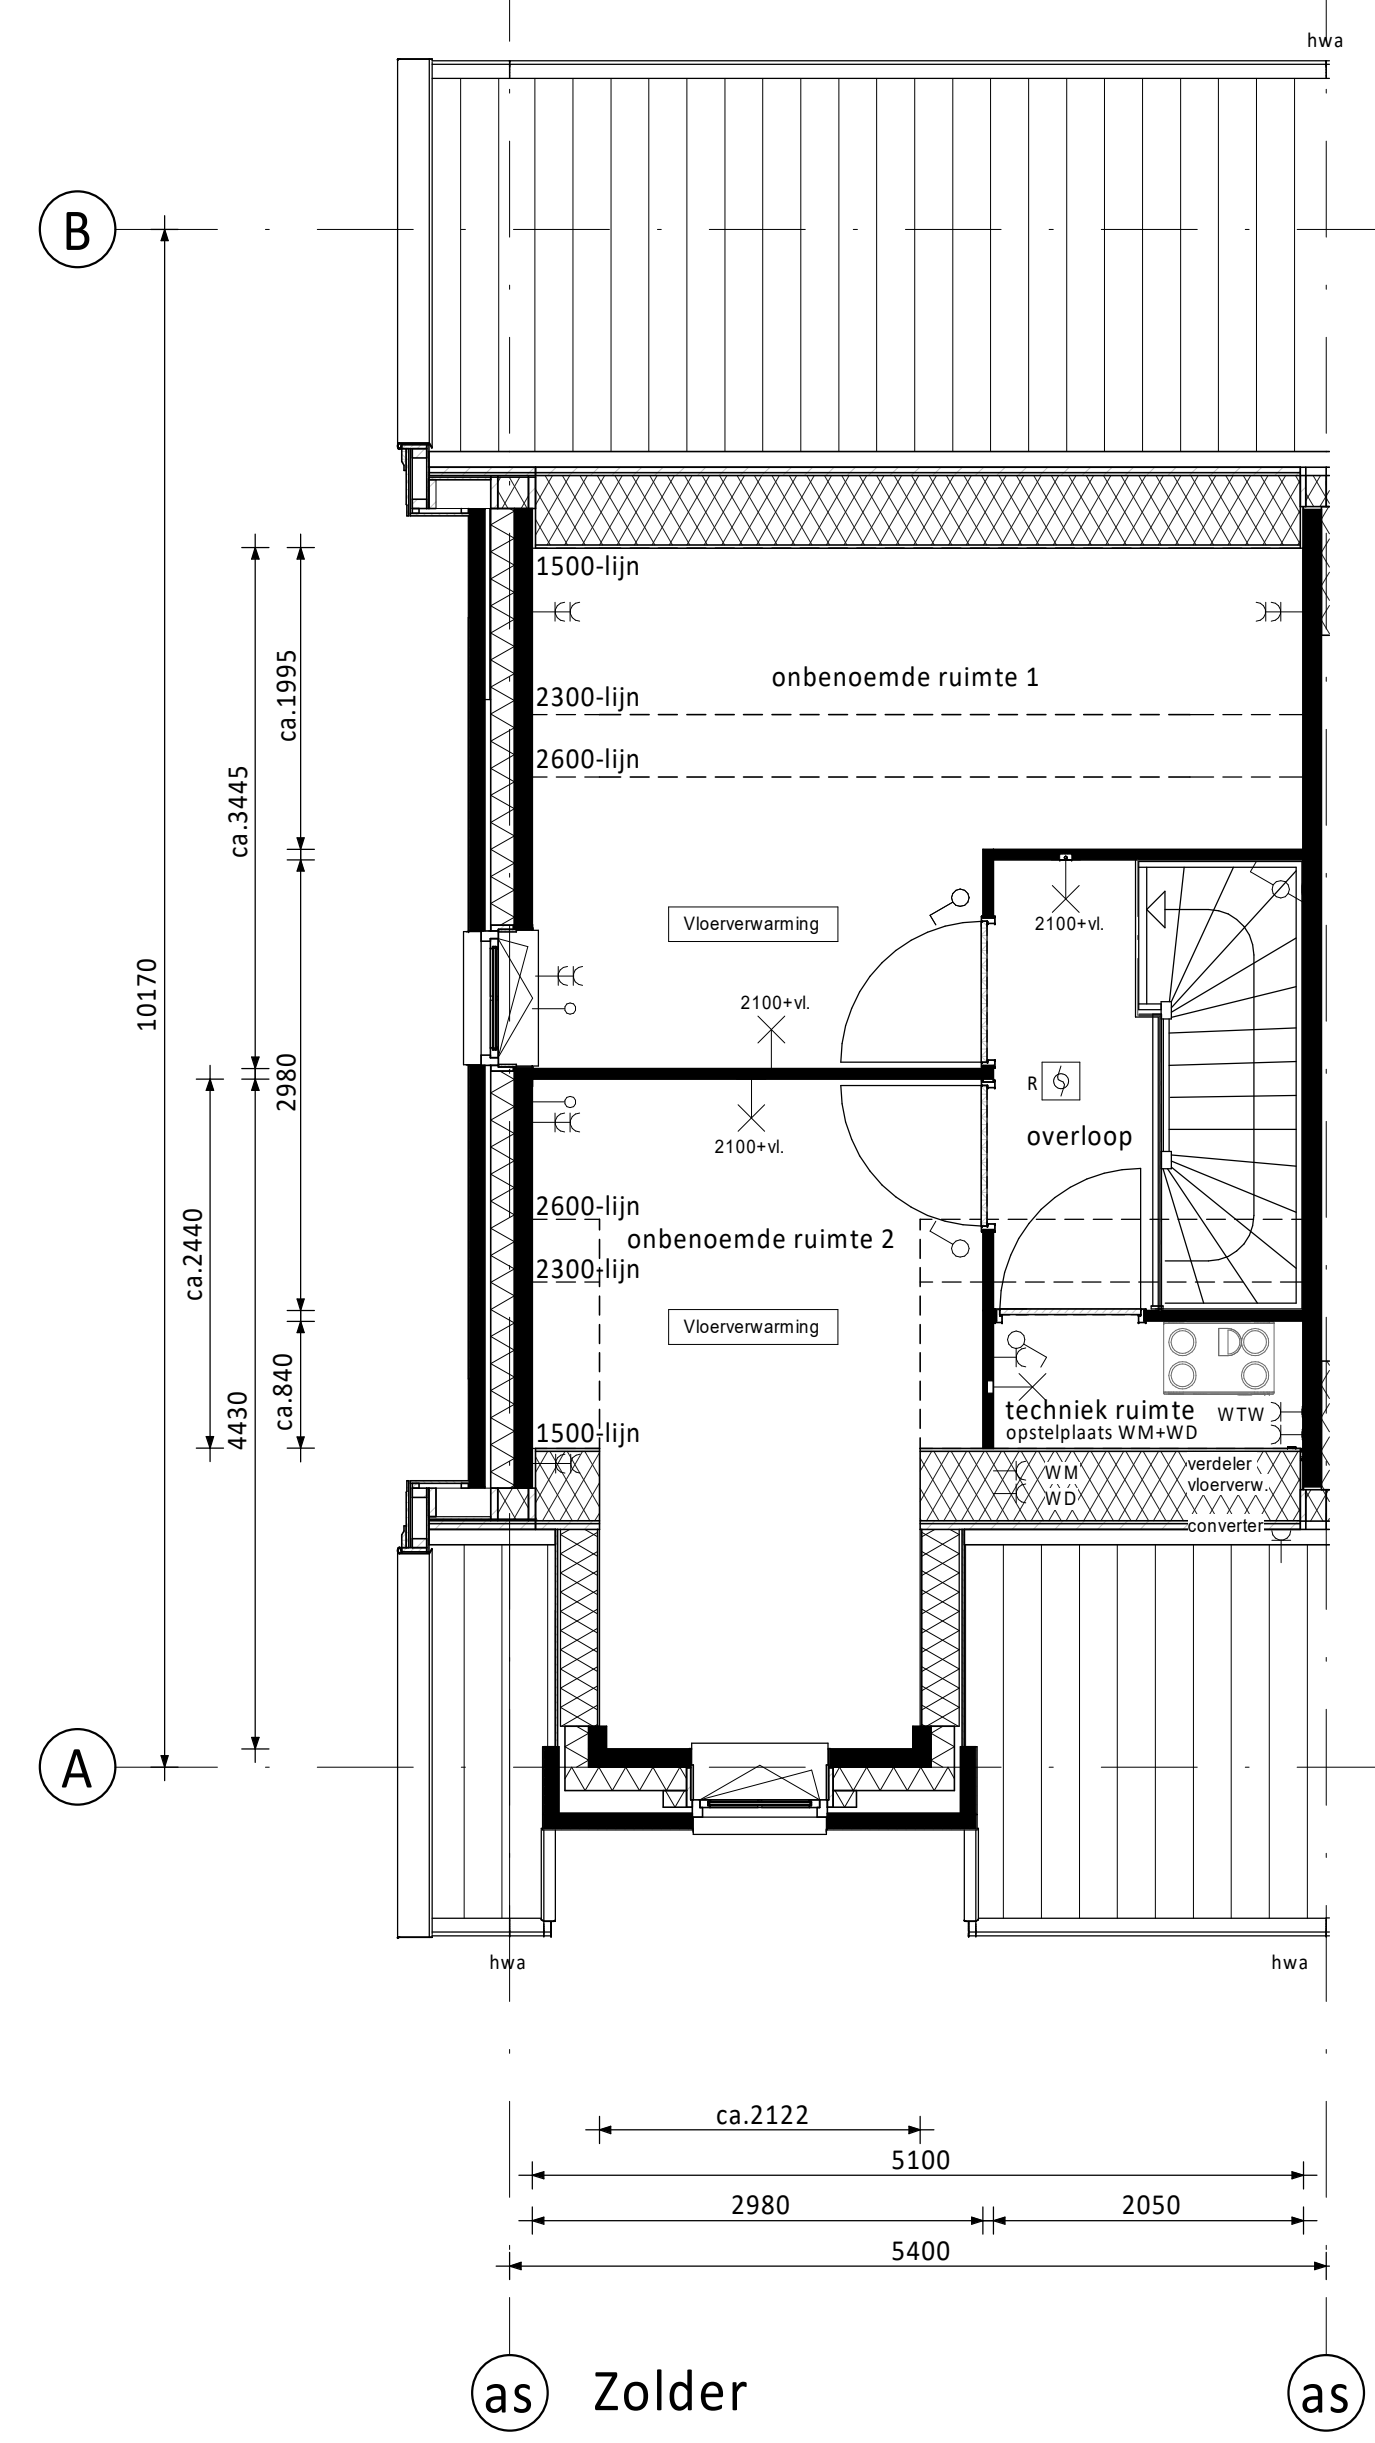 hwa
B
1500-lijn
ca.1995
onbenoemde ruimte 1
2300-lijn
2600-lijn
ca.3445
Vloerverwarming
2100+vl.
10170
2100+vl.
2980
R
overloop
2100+vl.
2600-lijn
ca.2440
onbenoemde ruimte 2
2300-lijn
Vloerverwarming
ca.840
4430
techniek ruimte
WTW
opstelplaats WM+WD
1500-lijn
WM
verdeler
vloerverw.
WD
converter
A
hwa
hwa
ca.2122
5100
2980
2050
5400
as
Zolder
as